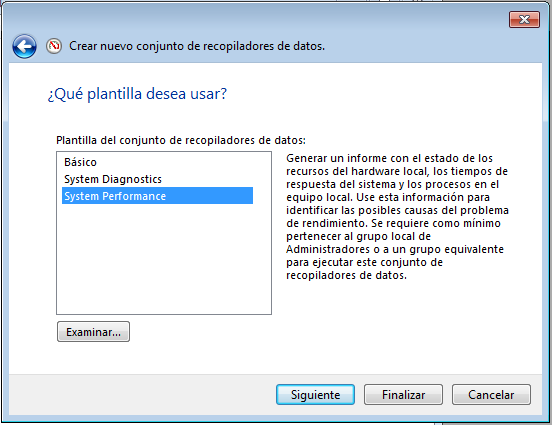 Crear nuevo conjunto de recopiladores de datos.
¿Qué plantilla desea usar?
Plantilla del conjunto de recopiladores de datos:
Básico
System Diagnostics
System Performance
Generar un informe con el estado de los
recursos del hardware local, los tiempos de
respuesta del sistema y los procesos en el
equipo local. Use esta información para
identificar las posibles causas del problema
de rendimiento. Se requiere como mínimo
pertenecer al grupo local de
Administradores o a un grupo equivalente
para ejecutar este conjunto de
recopiladores de datos.
Examinar...
Siguiente
Finalizar
Cancelar